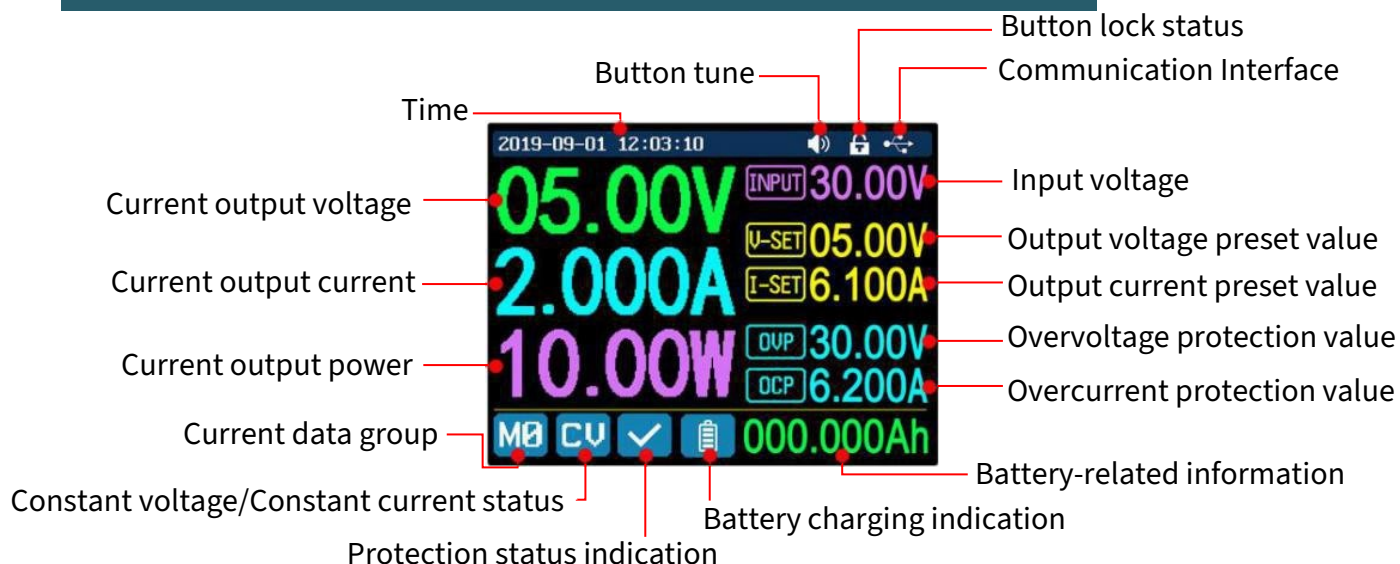 Button lock status
Button tune
Communication Interface
Time
2019-09-01 12:03:10
05.00V
INPUT 30.00V
Input voltage
Current output voltage
V-SET 05.00V
Output voltage preset value
2.000A
I-SET 6.100A
Current output current
Output current preset value
10.00W
OVP 30.00V
Overvoltage protection value
Current output power
OCP 6.200A
Overcurrent protection value
Current data group
M0 CV 000.000Ah
Battery-related information
Constant voltage/Constant current status
Battery charging indication
Protection status indication